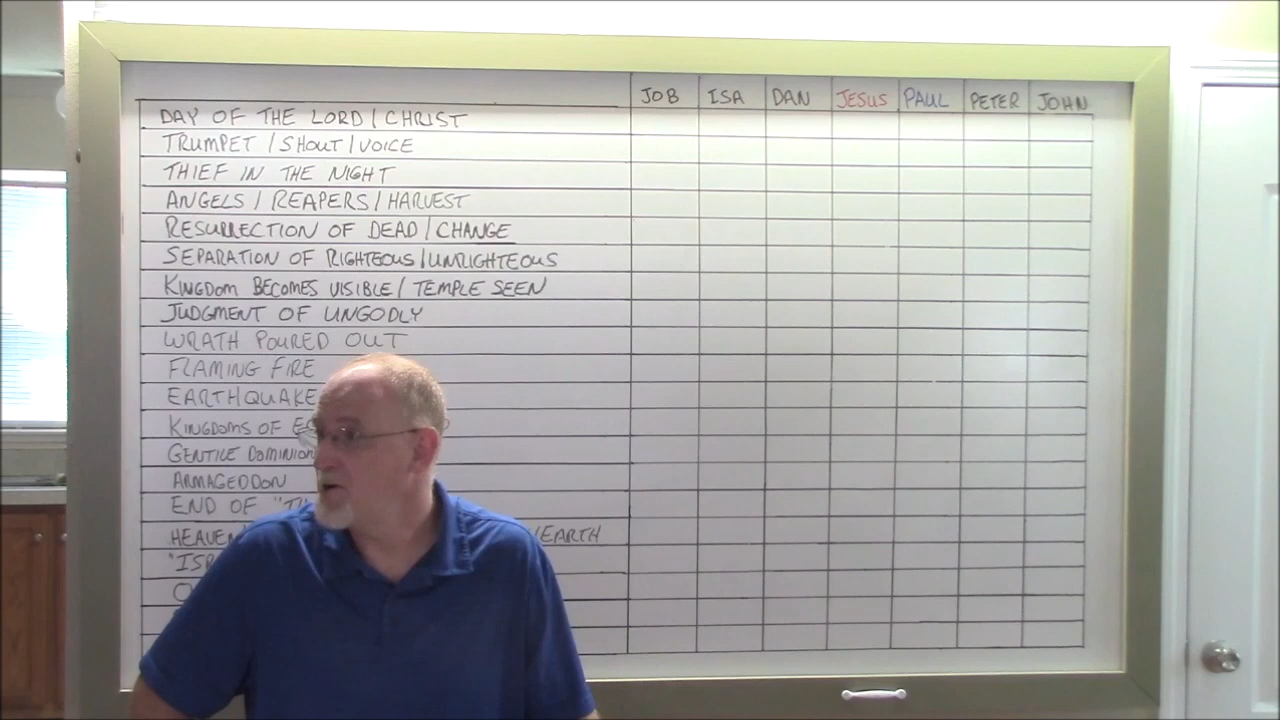 JOB ISA DAN JESUS PAUL PETER JOHN
DAY OF THE LORD / CHRIST
TRUMPET / SHOUT / VOICE
THIEF IN THE NIGHT
ANGELS / REAPERS / HARVEST
RESURRECTION OF DEAD / CHANGE
SEPARATION OF RIGHTEOUS / UNRIGHTEOUS
KINGDOM BECOMES VISIBLE / TEMPLE SEEN
JUDGMENT OF UNGODLY
WRATH POURED OUT
FLAMING FIRE
EARTHQUAKE
KINGDOMS OF
GENTILE DOMINION
ARMAGEDDON
END OF
HEAVEN /EARTH